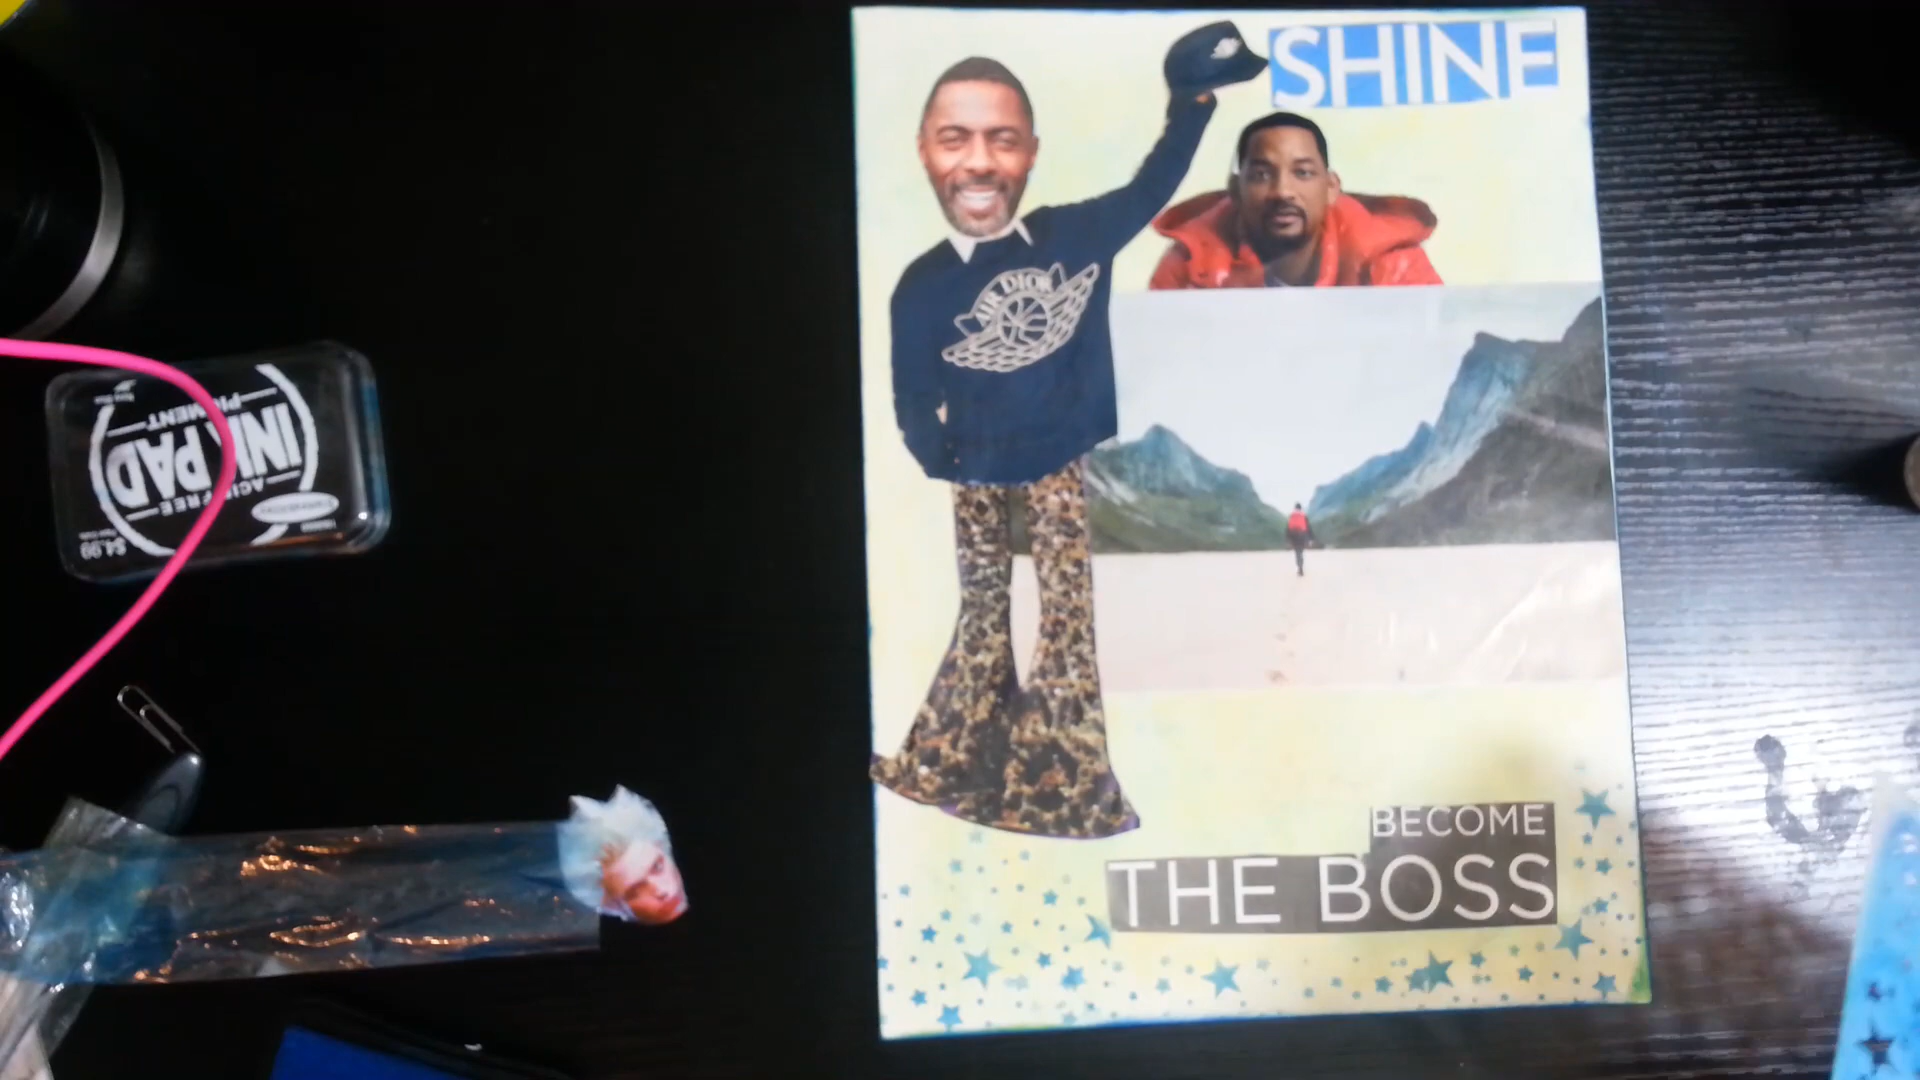 SHINE
AIR DIOR
BECOME
THE BOSS
ACID FREE
INK PAD
PIGMENT
$4.99